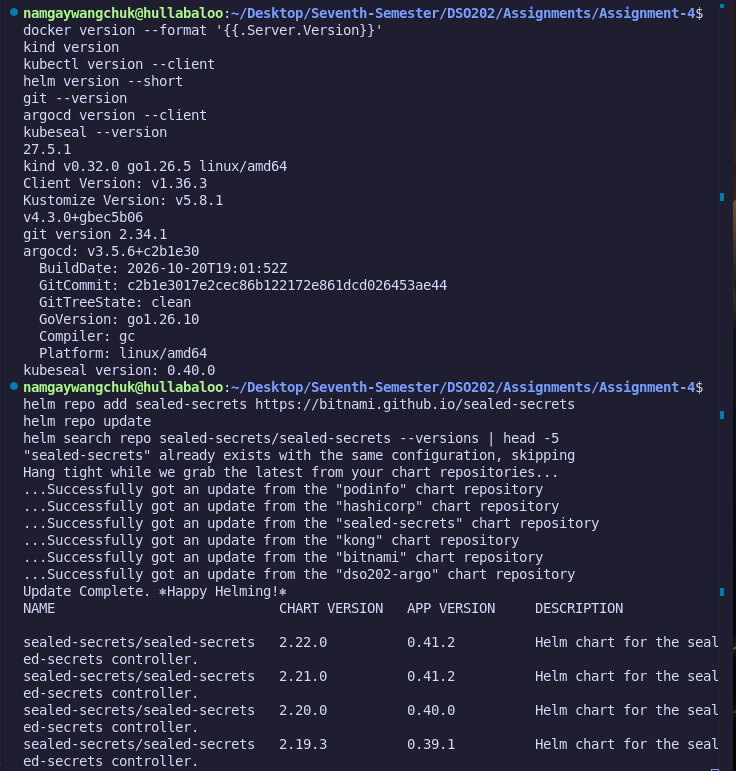 namgaywangchuk@hullabaloo:~/Desktop/Seventh-Semester/DSO202/Assignments/Assignment-4$
docker version --format '{{.Server.Version}}'
kind version
kubectl version --client
helm version --short
git --version
argocd version --client
kubeseal --version
27.5.1
kind v0.32.0 go1.26.5 linux/amd64
Client Version: v1.36.3
Kustomize Version: v5.8.1
v4.3.0+gbec5b06
git version 2.34.1
argocd: v3.5.6+c2b1e30
  BuildDate: 2026-10-20T19:01:52Z
  GitCommit: c2b1e3017e2cec86b122172e861dcd026453ae44
  GitTreeState: clean
  GoVersion: go1.26.10
  Compiler: gc
  Platform: linux/amd64
kubeseal version: 0.40.0
namgaywangchuk@hullabaloo:~/Desktop/Seventh-Semester/DSO202/Assignments/Assignment-4$
helm repo add sealed-secrets https://bitnami.github.io/sealed-secrets
helm repo update
helm search repo sealed-secrets/sealed-secrets --versions | head -5
"sealed-secrets" already exists with the same configuration, skipping
Hang tight while we grab the latest from your chart repositories...
...Successfully got an update from the "podinfo" chart repository
...Successfully got an update from the "hashicorp" chart repository
...Successfully got an update from the "sealed-secrets" chart repository
...Successfully got an update from the "kong" chart repository
...Successfully got an update from the "bitnami" chart repository
...Successfully got an update from the "dso202-argo" chart repository
Update Complete. ⎈Happy Helming!⎈
NAME                            CHART VERSION   APP VERSION     DESCRIPTION
sealed-secrets/sealed-secrets   2.22.0          0.41.2          Helm chart for the seal
ed-secrets controller.
sealed-secrets/sealed-secrets   2.21.0          0.41.2          Helm chart for the seal
ed-secrets controller.
sealed-secrets/sealed-secrets   2.20.0          0.40.0          Helm chart for the seal
ed-secrets controller.
sealed-secrets/sealed-secrets   2.19.3          0.39.1          Helm chart for the seal
ed-secrets controller.